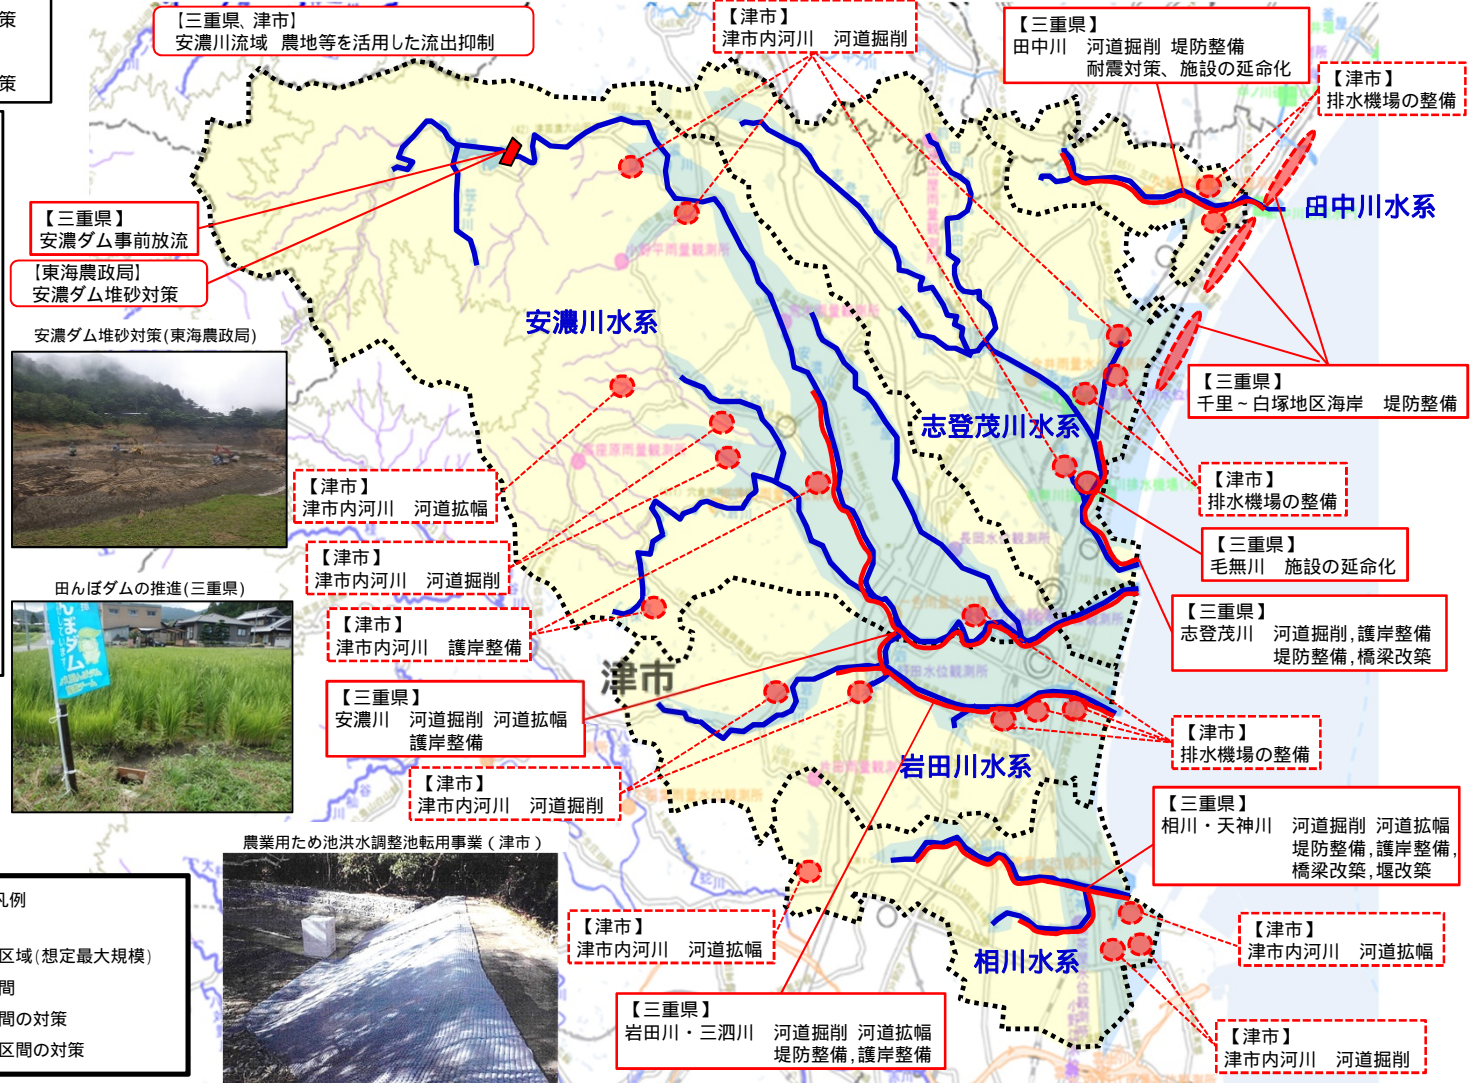 策
策
【三重県、津市】
安濃川流域 農地等を活用した流出抑制
【津市】
津市内河川 河道掘削
【三重県】
田中川 河道掘削 堤防整備
耐震対策、施設の延命化
【津市】
排水機場の整備
田中川水系
【三重県】
安濃ダム事前放流
【東海農政局】
安濃ダム堆砂対策
安濃ダム堆砂対策(東海農政局)
安濃川水系
志登茂川水系
【三重県】
千里~白塚地区海岸 堤防整備
【津市】
津市内河川 河道拡幅
【津市】
排水機場の整備
【津市】
津市内河川 河道掘削
【三重県】
毛無川 施設の延命化
田んぼダムの推進(三重県)
【津市】
津市内河川 護岸整備
【三重県】
志登茂川 河道掘削,護岸整備
堤防整備,橋梁改築
津市
【三重県】
安濃川 河道掘削 河道拡幅
護岸整備
【津市】
排水機場の整備
岩田川水系
【津市】
津市内河川 河道掘削
【三重県】
相川・天神川 河道掘削 河道拡幅
堤防整備,護岸整備,
橋梁改築,堰改築
農業用ため池洪水調整池転用事業(津市)
凡例
区域(想定最大規模)
間
間の対策
区間の対策
【津市】
津市内河川 河道拡幅
相川水系
【津市】
津市内河川 河道拡幅
【三重県】
岩田川・三泗川 河道掘削 河道拡幅
堤防整備,護岸整備
【津市】
津市内河川 河道掘削